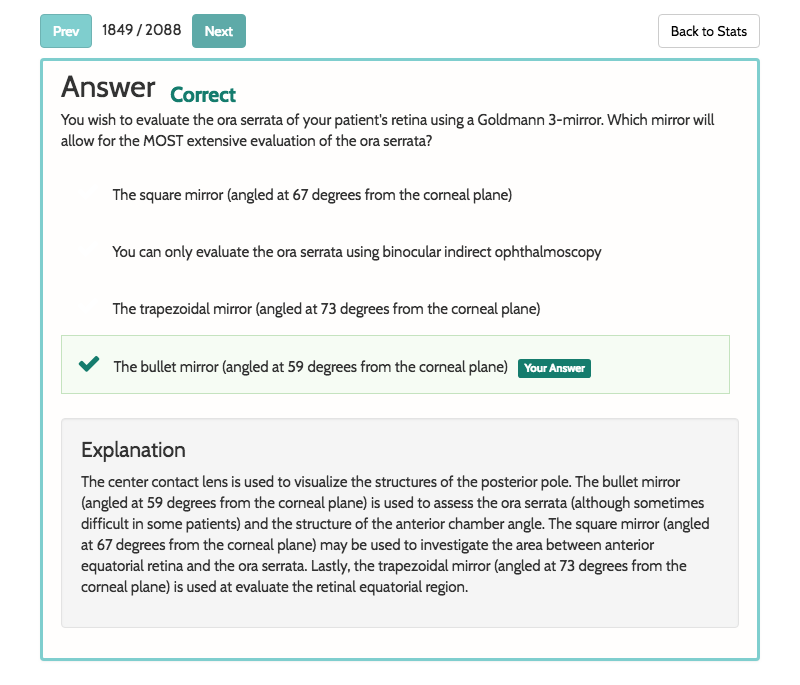 Prev 1849 / 2088 Next Back to Stats
Answer Correct
You wish to evaluate the ora serrata of your patient's retina using a Goldmann 3-mirror. Which mirror will
allow for the MOST extensive evaluation of the ora serrata?
The square mirror (angled at 67 degrees from the corneal plane)
You can only evaluate the ora serrata using binocular indirect ophthalmoscopy
The trapezoidal mirror (angled at 73 degrees from the corneal plane)
The bullet mirror (angled at 59 degrees from the corneal plane) Your Answer
Explanation
The center contact lens is used to visualize the structures of the posterior pole. The bullet mirror
(angled at 59 degrees from the corneal plane) is used to assess the ora serrata (although sometimes
difficult in some patients) and the structure of the anterior chamber angle. The square mirror (angled
at 67 degrees from the corneal plane) may be used to investigate the area between anterior
equatorial retina and the ora serrata. Lastly, the trapezoidal mirror (angled at 73 degrees from the
corneal plane) is used at evaluate the retinal equatorial region.